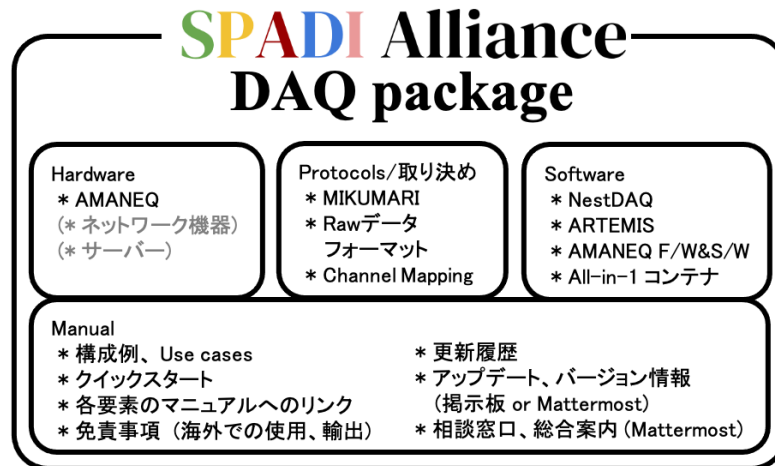 SPADI Alliance
DAQ package
Hardware
* AMANEQ
(* ネットワーク機器)
(* サーバー)
Protocols/取り決め
* MIKUMARI
* Rawデータ
フォーマット
* Channel Mapping
Software
* NestDAQ
* ARTEMIS
* AMANEQ F/W&S/W
* All-in-1 コンテナ
Manual
* 構成例、Use cases
* クイックスタート
* 各要素のマニュアルへのリンク
* 免責事項（海外での使用、輸出）
* 更新履歴
* アップデート、バージョン情報
(掲示板 or Mattermost)
* 相談窓口、総合案内 (Mattermost)